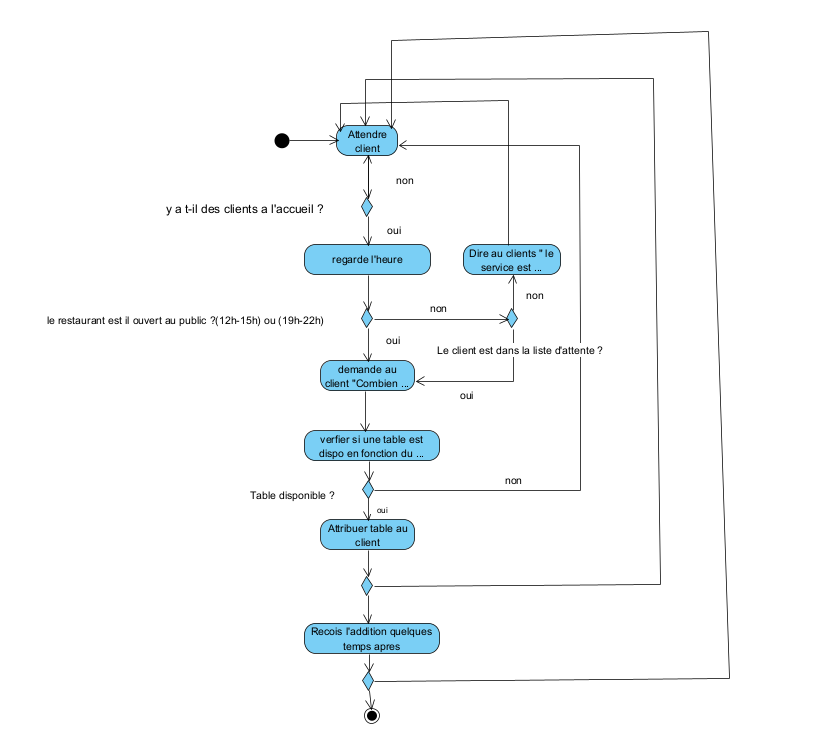 Attendre
client
non
y a t-il des clients a l'accueil ?
oui
regarde l'heure
Dire au clients " le
service est ...
non
non
le restaurant est il ouvert au public ?(12h-15h) ou (19h-22h)
oui
Le client est dans la liste d'attente ?
demande au
client "Combien ...
oui
verfier si une table est
dispo en fonction du ...
non
Table disponible ?
oui
Attribuer table au
client
Recois l'addition quelques
temps apres